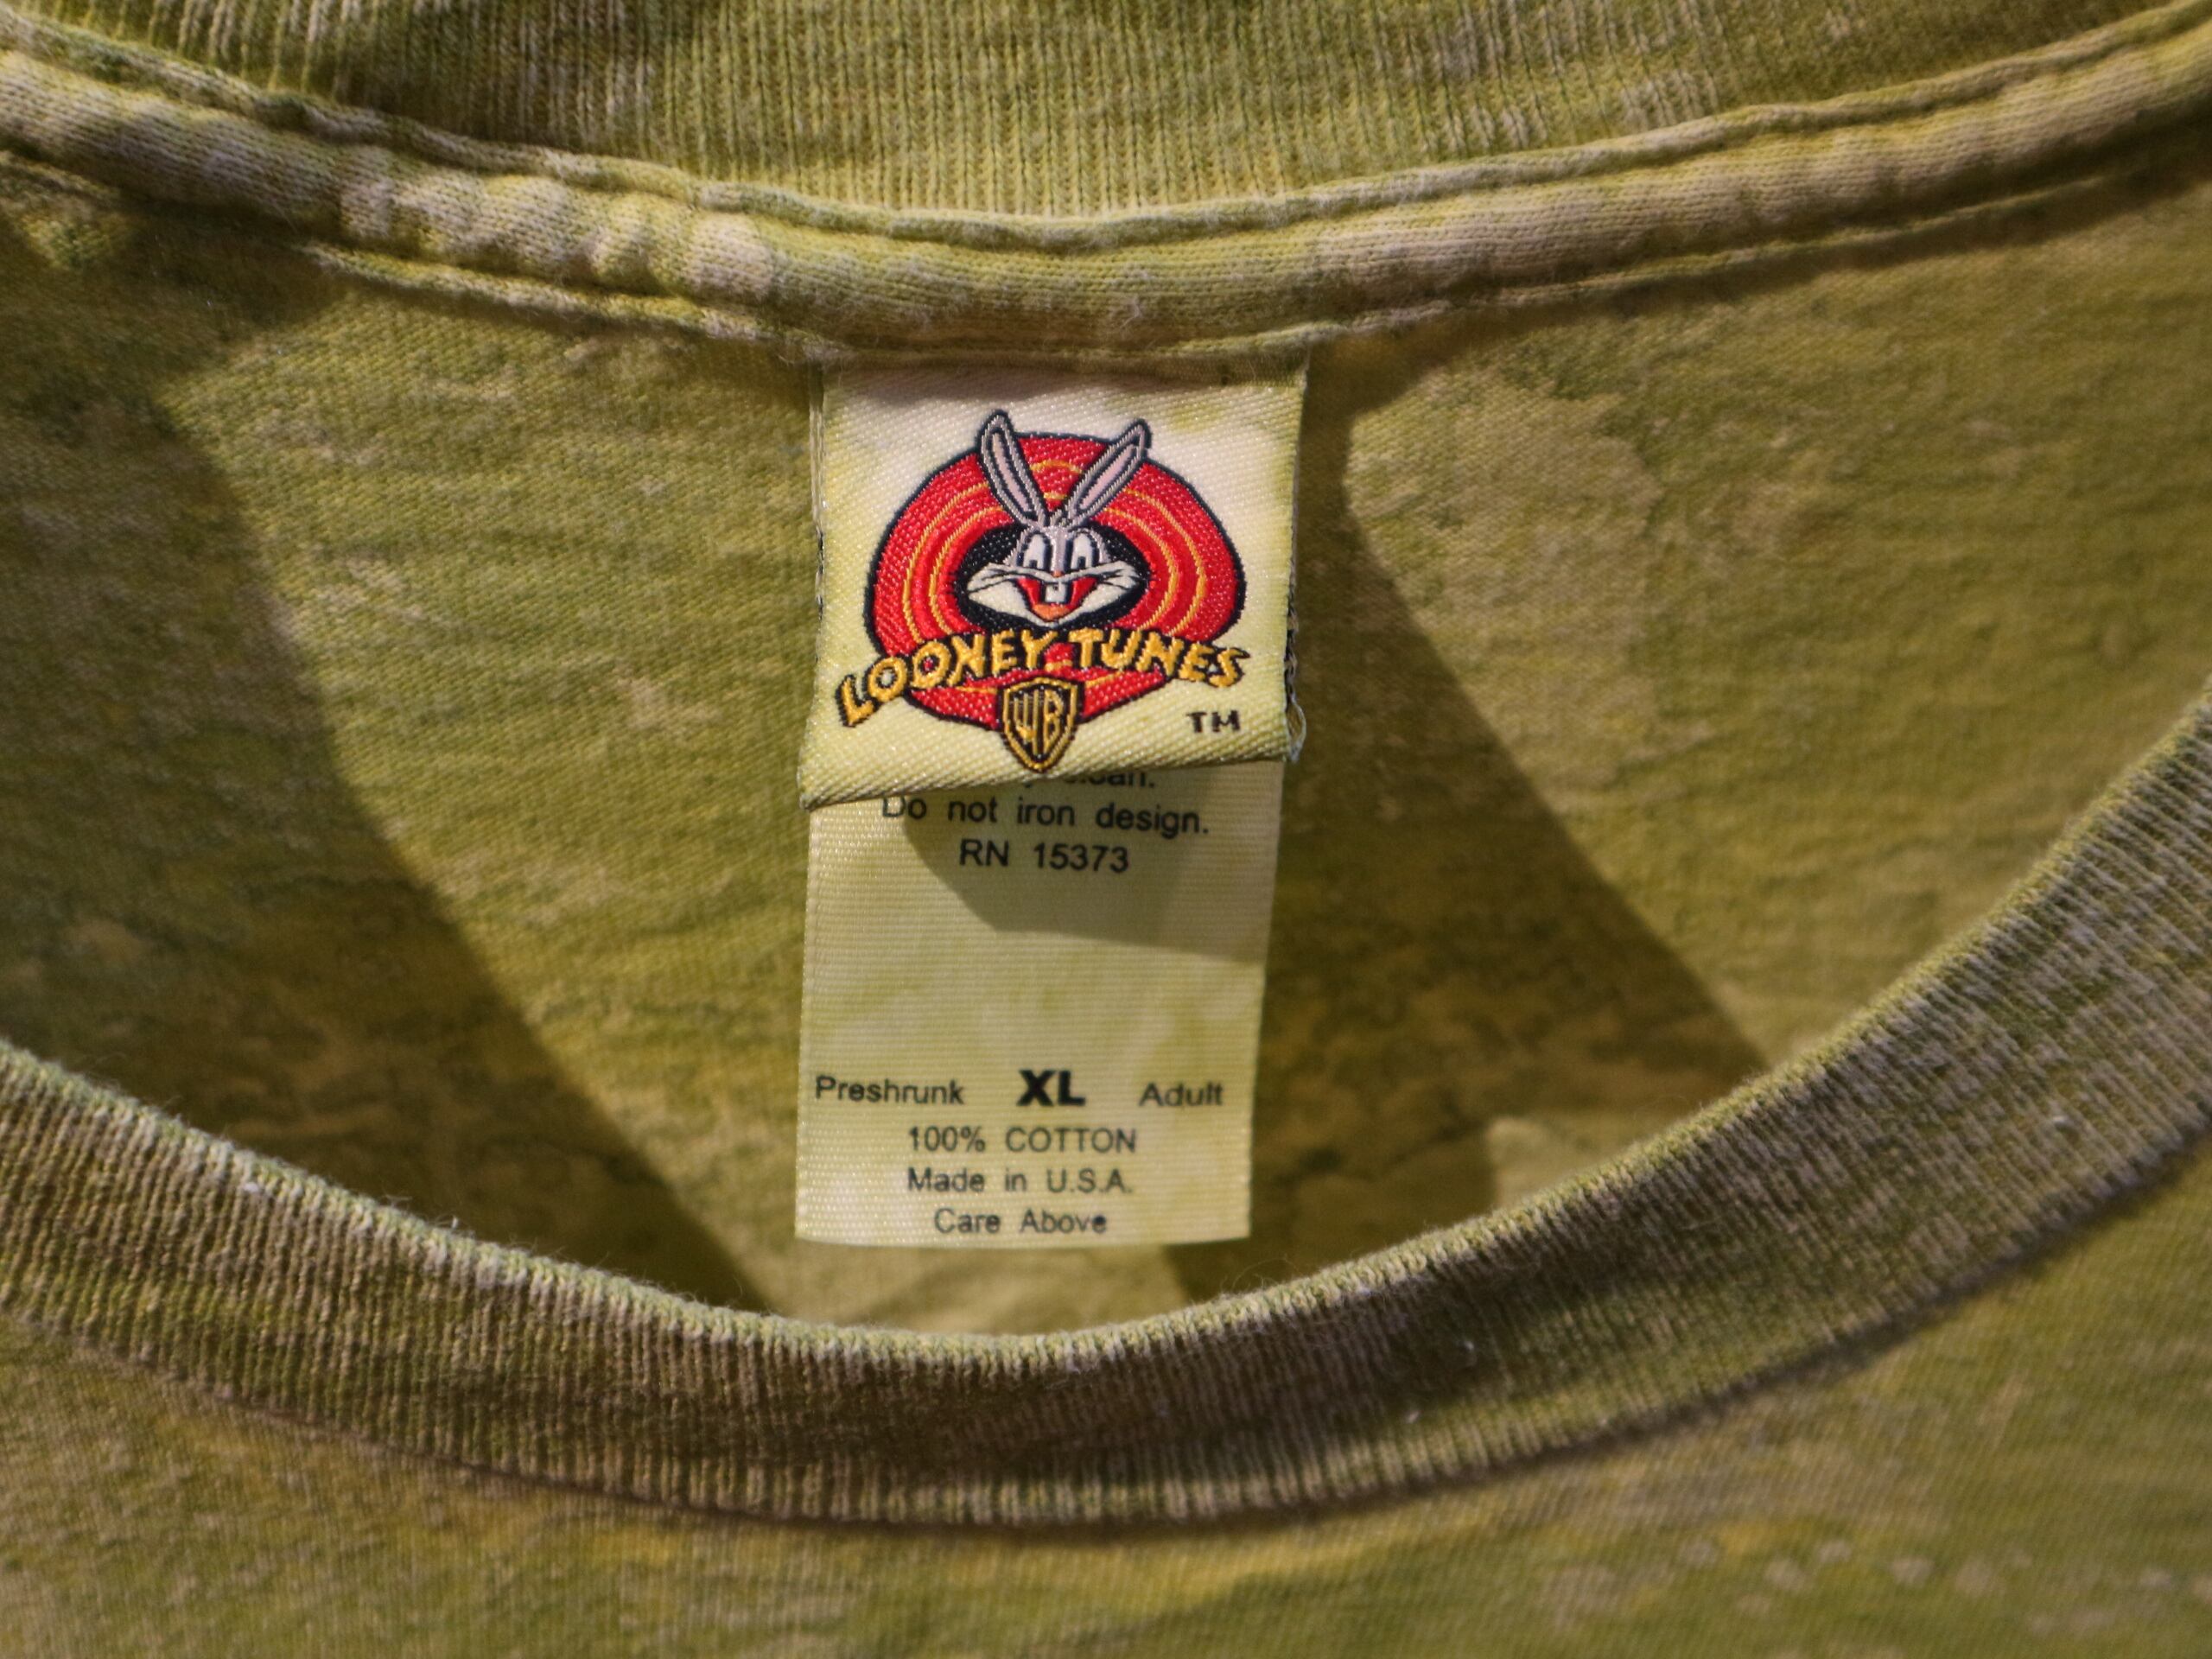 LOONEY TUNES
WB
TM
Do not iron design.
RN 15373
Preshrunk XL Adult
100% COTTON
Made in U.S.A.
Care Above